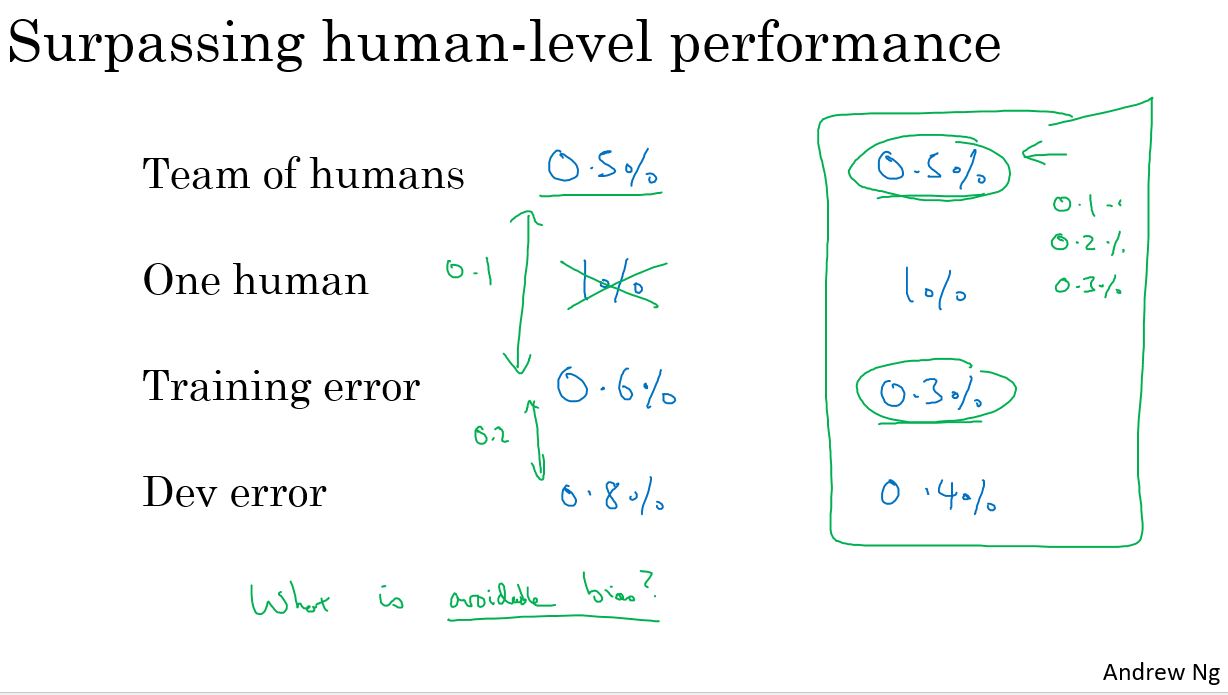 Surpassing human-level performance
Team of humans 0.5% 0.5%
0.1
0.2%
One human 1% 1% 0.3%
0.1
Training error 0.6% 0.3%
0.2
Dev error 0.8% 0.4%
What is avoidable bias?
Andrew Ng